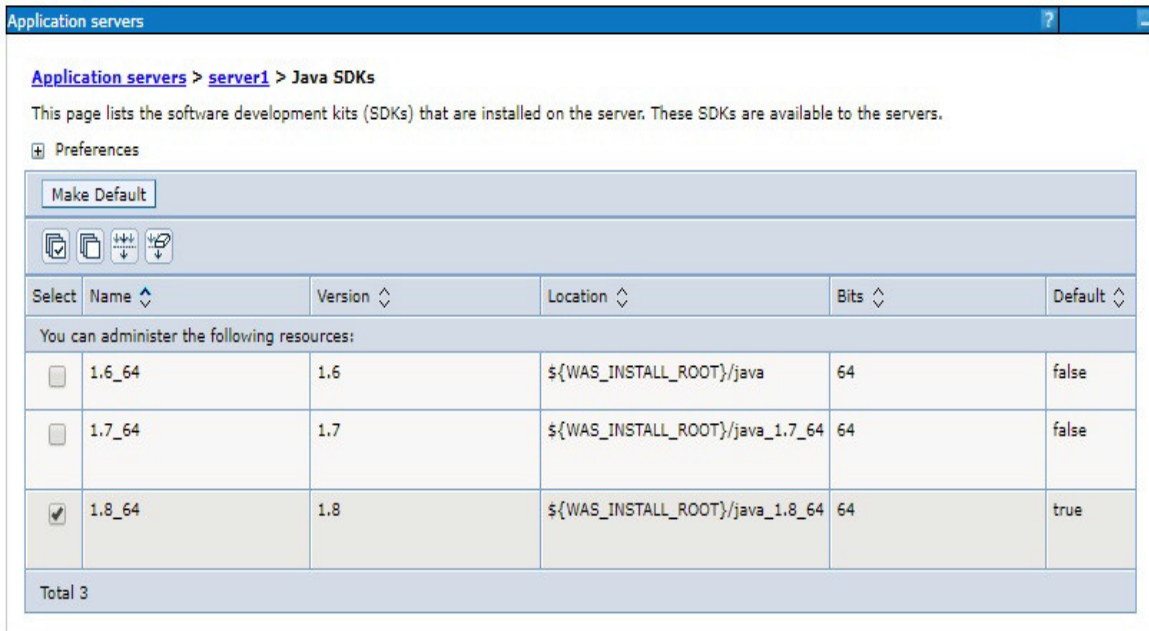 Application servers ?
Application servers > server1 > Java SDKs
This page lists the software development kits (SDKs) that are installed on the server. These SDKs are available to the servers.
Preferences
Make Default
Select Name Version Location Bits Default
You can administer the following resources:
1.6_64 1.6 ${WAS_INSTALL_ROOT}/java 64 false
1.7_64 1.7 ${WAS_INSTALL_ROOT}/java_1.7_64 64 false
1.8_64 1.8 ${WAS_INSTALL_ROOT}/java_1.8_64 64 true
Total 3